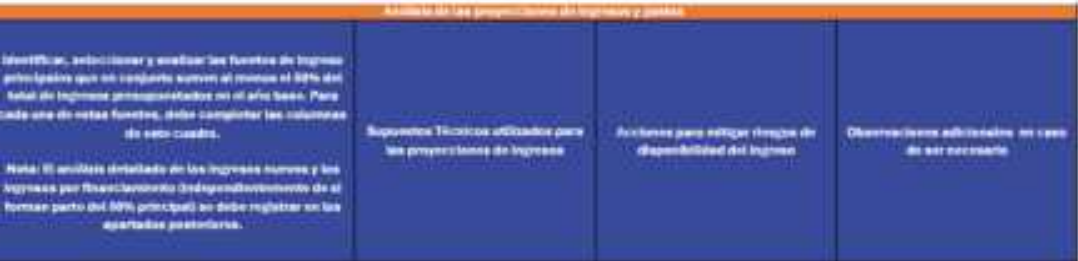 Análisis de las proyecciones de ingresos y gastos
Identificar, seleccionar y analizar las fuentes de ingreso
principales que en conjunto sumen al menos el 80% del
total de ingresos presupuestados en el año base. Para
cada una de estas fuentes, debe completar las columnas
de este cuadro.
Nota: El análisis detallado de los ingresos nuevos y los
ingresos por financiamiento (independientemente de si
forman parte del 80% principal) se debe registrar en los
apartados posteriores.
Supuestos Técnicos utilizados para
las proyecciones de ingresos
Acciones para mitigar riesgos de
disponibilidad del ingreso
Observaciones adicionales en caso
de ser necesario